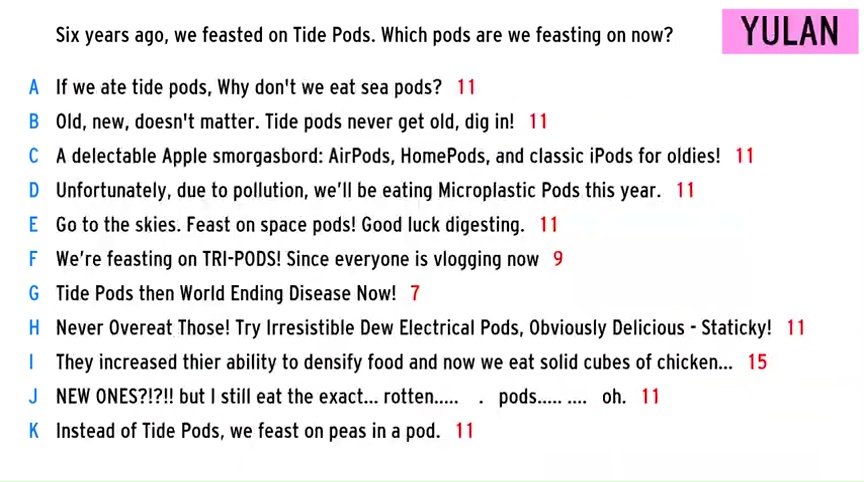 Six years ago, we feasted on Tide Pods. Which pods are we feasting on now?
YULAN
A If we ate tide pods, Why don't we eat sea pods? 11
B Old, new, doesn't matter. Tide pods never get old, dig in! 11
C A delectable Apple smorgasbord: AirPods, HomePods, and classic iPods for oldies! 11
D Unfortunately, due to pollution, we'll be eating Microplastic Pods this year. 11
E Go to the skies. Feast on space pods! Good luck digesting. 11
F We're feasting on TRI-PODS! Since everyone is vlogging now 9
G Tide Pods then World Ending Disease Now! 7
H Never Overeat Those! Try Irresistible Dew Electrical Pods, Obviously Delicious - Staticky! 11
I They increased thier ability to densify food and now we eat solid cubes of chicken... 15
J NEW ONES?!?!! but I still eat the exact... rotten..... . pods..... .... oh. 11
K Instead of Tide Pods, we feast on peas in a pod. 11